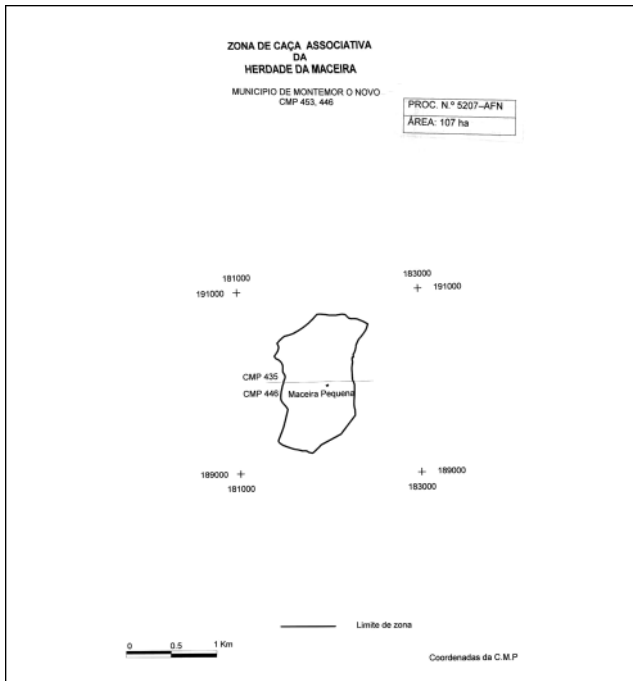 ZONA DE CAÇA ASSOCIATIVA
DA
HERDADE DA MACEIRA
MUNICIPIO DE MONTEMOR O NOVO
CMP 453, 446
PROC. N.º 5207–AFN
ÁREA: 107 ha
181000
191000
183000
191000
CMP 435
CMP 446
Maceira Pequena
189000
181000
189000
183000
Limite de zona
0 0.5 1 Km
Coordenadas da C.M.P